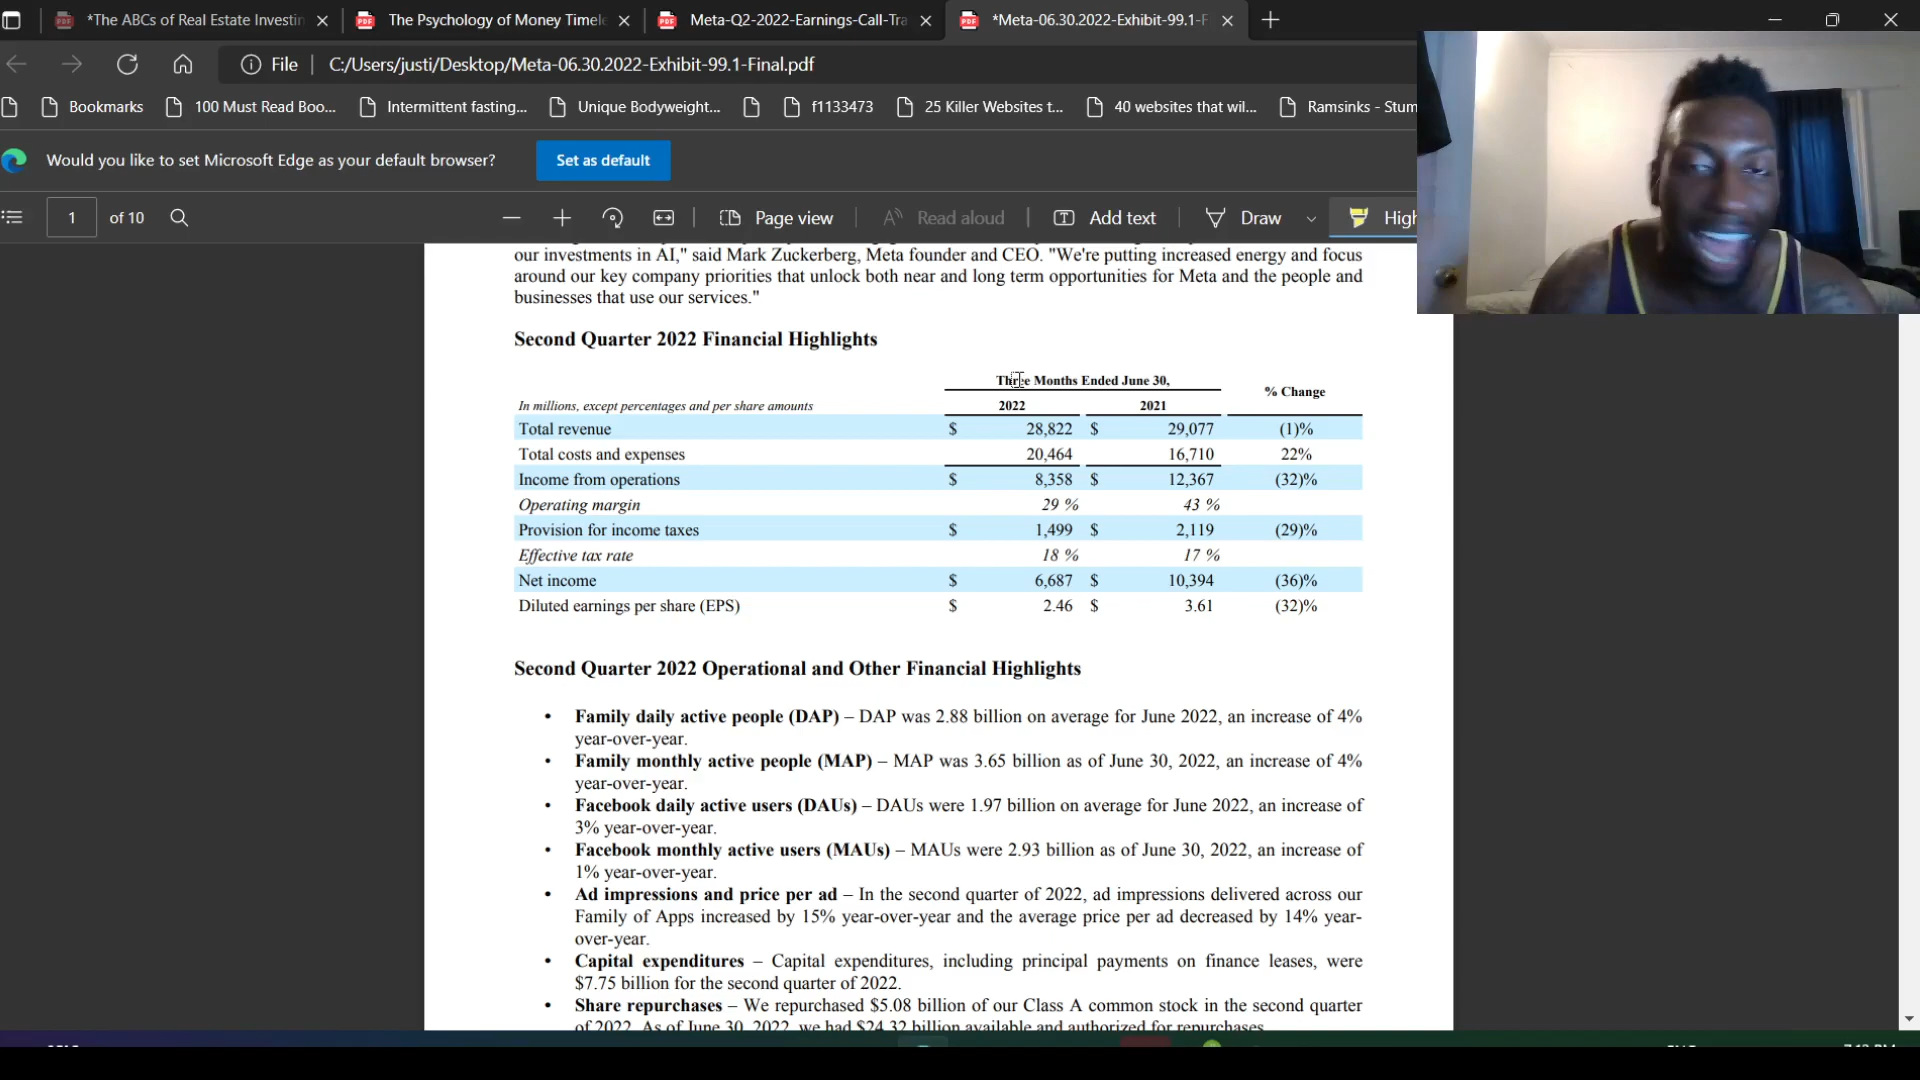 *The ABCs of Real Estate Investin
The Psychology of Money Timele
Meta-Q2-2022-Earnings-Call-Tra
*Meta-06.30.2022-Exhibit-99.1-F
File C:/Users/justi/Desktop/Meta-06.30.2022-Exhibit-99.1-Final.pdf
Bookmarks 100 Must Read Boo... Intermittent fasting... Unique Bodyweight... f1133473 25 Killer Websites t... 40 websites that wil... Ramsinks - Stum
Would you like to set Microsoft Edge as your default browser? Set as default
1 of 10 Page view Read aloud Add text Draw High
our investments in AI," said Mark Zuckerberg, Meta founder and CEO. "We're putting increased energy and focus
around our key company priorities that unlock both near and long term opportunities for Meta and the people and
businesses that use our services."
Second Quarter 2022 Financial Highlights
Three Months Ended June 30,
% Change
In millions, except percentages and per share amounts 2022 2021
Total revenue $ 28,822 $ 29,077 (1)%
Total costs and expenses 20,464 16,710 22%
Income from operations $ 8,358 $ 12,367 (32)%
Operating margin 29 % 43 %
Provision for income taxes $ 1,499 $ 2,119 (29)%
Effective tax rate 18 % 17 %
Net income $ 6,687 $ 10,394 (36)%
Diluted earnings per share (EPS) $ 2.46 $ 3.61 (32)%
Second Quarter 2022 Operational and Other Financial Highlights
• Family daily active people (DAP) – DAP was 2.88 billion on average for June 2022, an increase of 4%
year-over-year.
• Family monthly active people (MAP) – MAP was 3.65 billion as of June 30, 2022, an increase of 4%
year-over-year.
• Facebook daily active users (DAUs) – DAUs were 1.97 billion on average for June 2022, an increase of
3% year-over-year.
• Facebook monthly active users (MAUs) – MAUs were 2.93 billion as of June 30, 2022, an increase of
1% year-over-year.
• Ad impressions and price per ad – In the second quarter of 2022, ad impressions delivered across our
Family of Apps increased by 15% year-over-year and the average price per ad decreased by 14% year-
over-year.
• Capital expenditures – Capital expenditures, including principal payments on finance leases, were
$7.75 billion for the second quarter of 2022.
• Share repurchases – We repurchased $5.08 billion of our Class A common stock in the second quarter
of 2022. As of June 30, 2022, we had $24.32 billion available and authorized for repurchases.